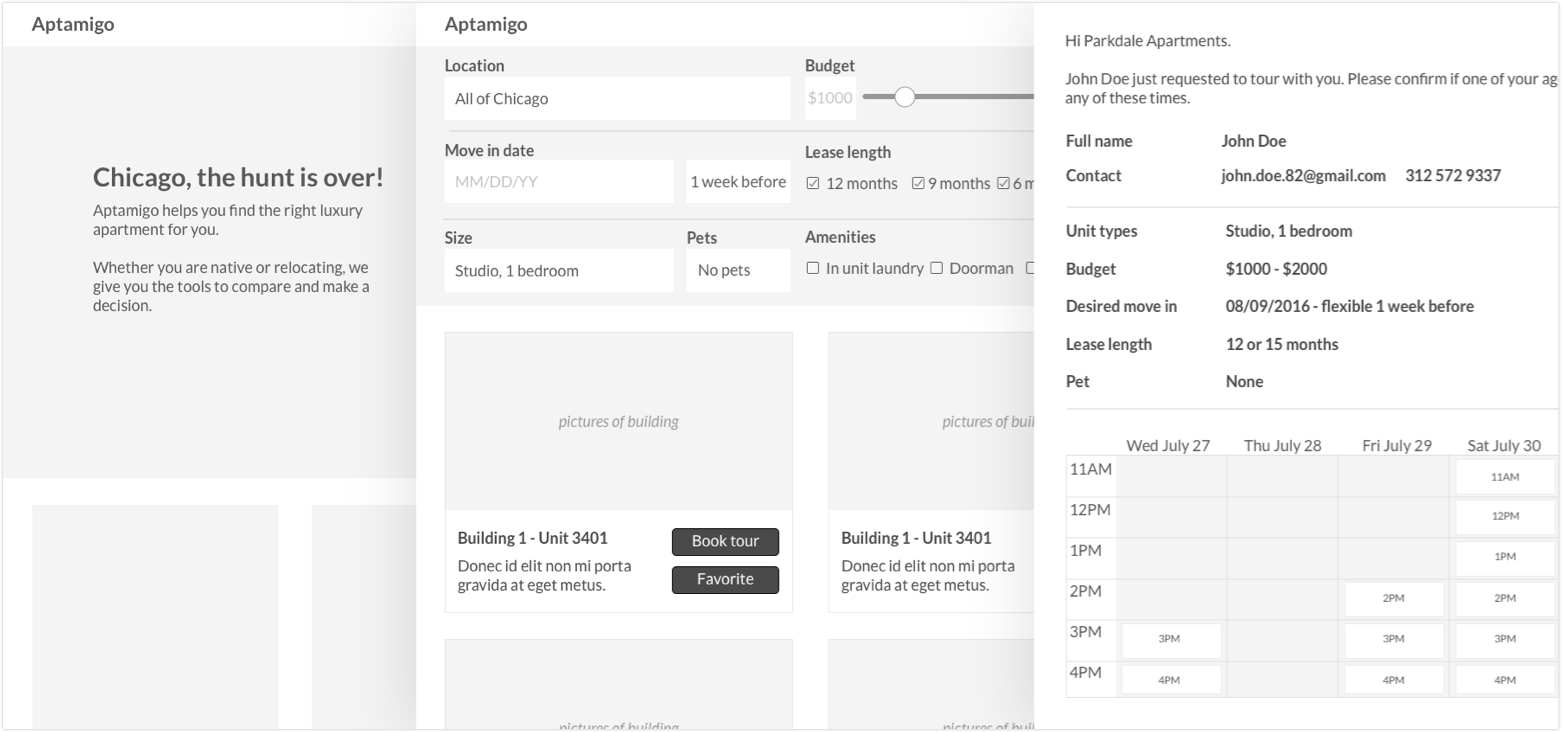 Aptamigo
Chicago, the hunt is over!
Aptamigo helps you find the right luxury
apartment for you.
Whether you are native or relocating, we
give you the tools to compare and make a
decision.
Aptamigo
Location
Budget
All of Chicago
$1000
Move in date
Lease length
MM/DD/YY
1 week before
12 months
9 months
6 m
Size
Pets
Amenities
Studio, 1 bedroom
No pets
In unit laundry
Doorman
pictures of building
pictures of buil
Building 1 - Unit 3401
Book tour
Donec id elit non mi porta
gravida at eget metus.
Favorite
Building 1 - Unit 3401
Donec id elit non mi porta
gravida at eget metus.
pictures of building
pictures of buil
Hi Parkdale Apartments.
John Doe just requested to tour with you. Please confirm if one of your ag
any of these times.
Full name John Doe
Contact john.doe.82@gmail.com 312 572 9337
Unit types Studio, 1 bedroom
Budget $1000 - $2000
Desired move in 08/09/2016 - flexible 1 week before
Lease length 12 or 15 months
Pet None
Wed July 27 Thu July 28 Fri July 29 Sat July 30
11AM 11AM
12PM 12PM
1PM 1PM
2PM 2PM 2PM
3PM 3PM 3PM 3PM
4PM 4PM 4PM 4PM